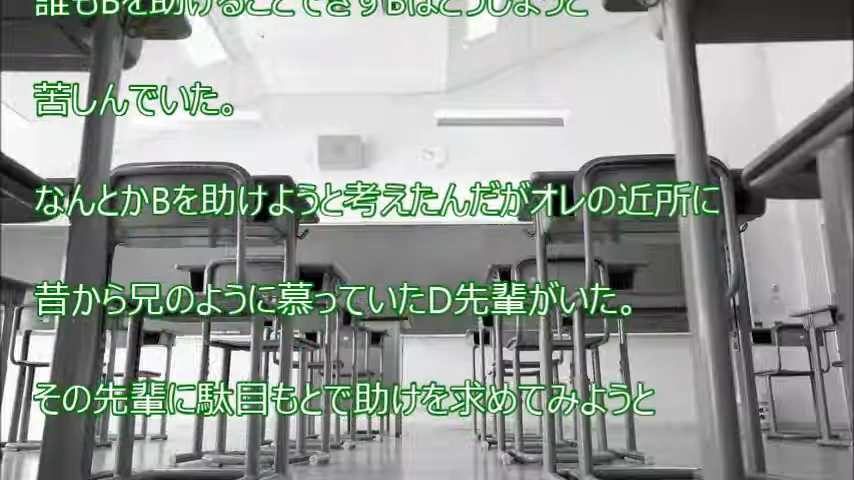 誰もBを助けることできずBはどうしようと
苦しんでいた。
なんとかBを助けようと考えたんだがオレの近所に
昔から兄のように慕っていたD先輩がいた。
その先輩に駄目もとで助けを求めてみようと